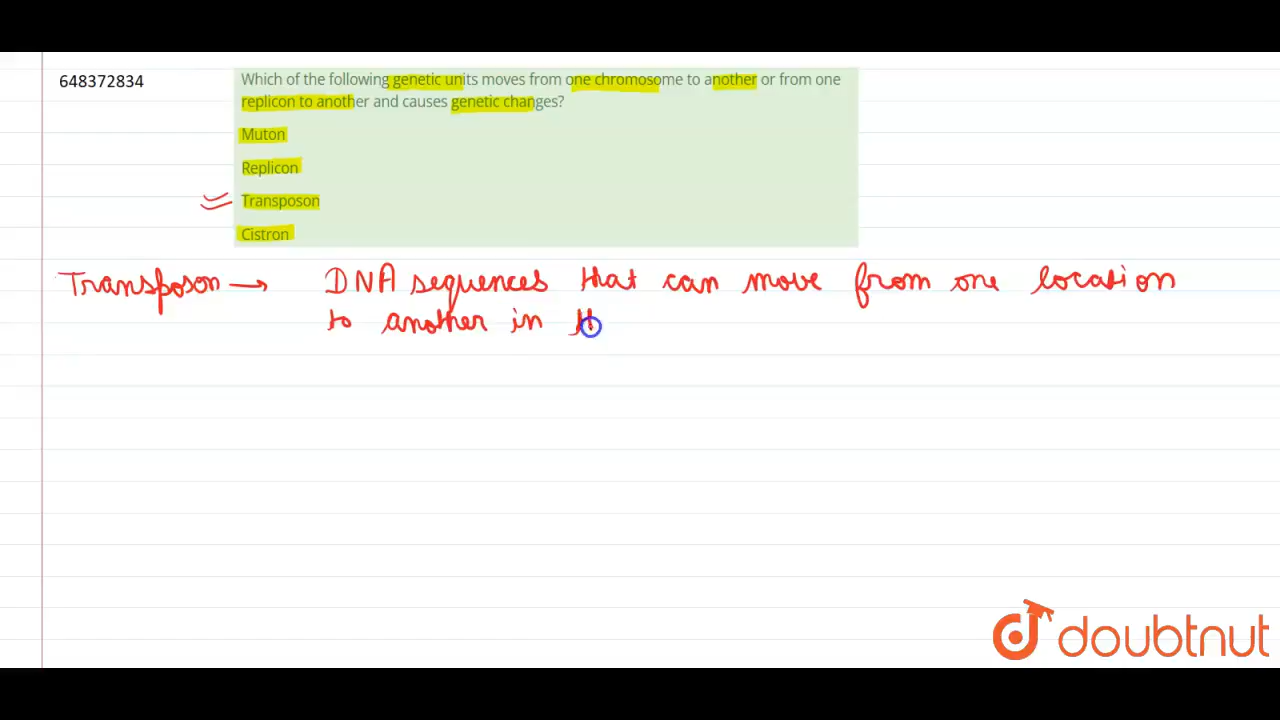 648372834
Which of the following genetic units moves from one chromosome to another or from one
replicon to another and causes genetic changes?
Muton
Replicon
Transposon
Cistron
Transposon → DNA sequences that can move from one location
to another in
doubtnut